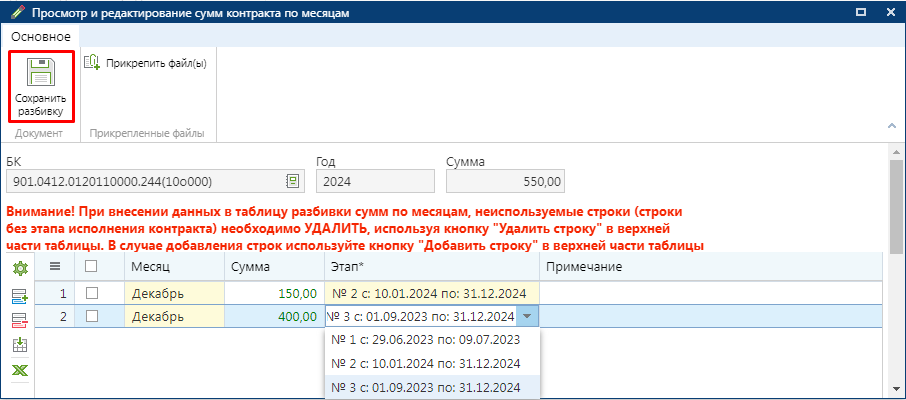 Просмотр и редактирование сумм контракта по месяцам
Основное
Сохранить
разбивку
Прикрепить файл(ы)
Документ
Прикрепленные файлы
БК
Год
Сумма
901.0412.0120110000.244(10о000)
2024
550,00
Внимание! При внесении данных в таблицу разбивки сумм по месяцам, неиспользуемые строки (строки
без этапа исполнения контракта) необходимо УДАЛИТЬ, используя кнопку "Удалить строку" в верхней
части таблицы. В случае добавления строк используйте кнопку "Добавить строку" в верхней части таблицы
Месяц Сумма Этап* Примечание
1 Декабрь 150,00 № 2 с: 10.01.2024 по: 31.12.2024
2 Декабрь 400,00 № 3 с: 01.09.2023 по: 31.12.2024
№ 1 с: 29.06.2023 по: 09.07.2023
№ 2 с: 10.01.2024 по: 31.12.2024
№ 3 с: 01.09.2023 по: 31.12.2024